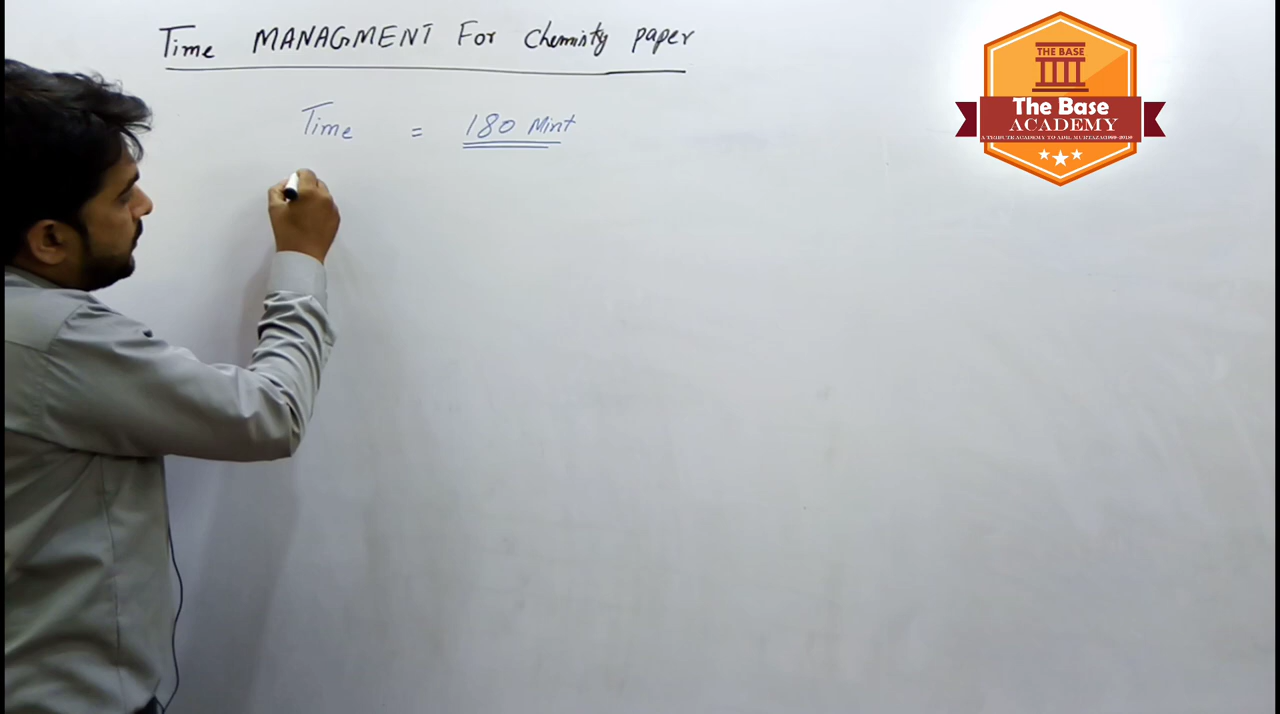 Time MANAGMENT For Chemistry paper
Time = 180 Mint
THE BASE
The Base
ACADEMY